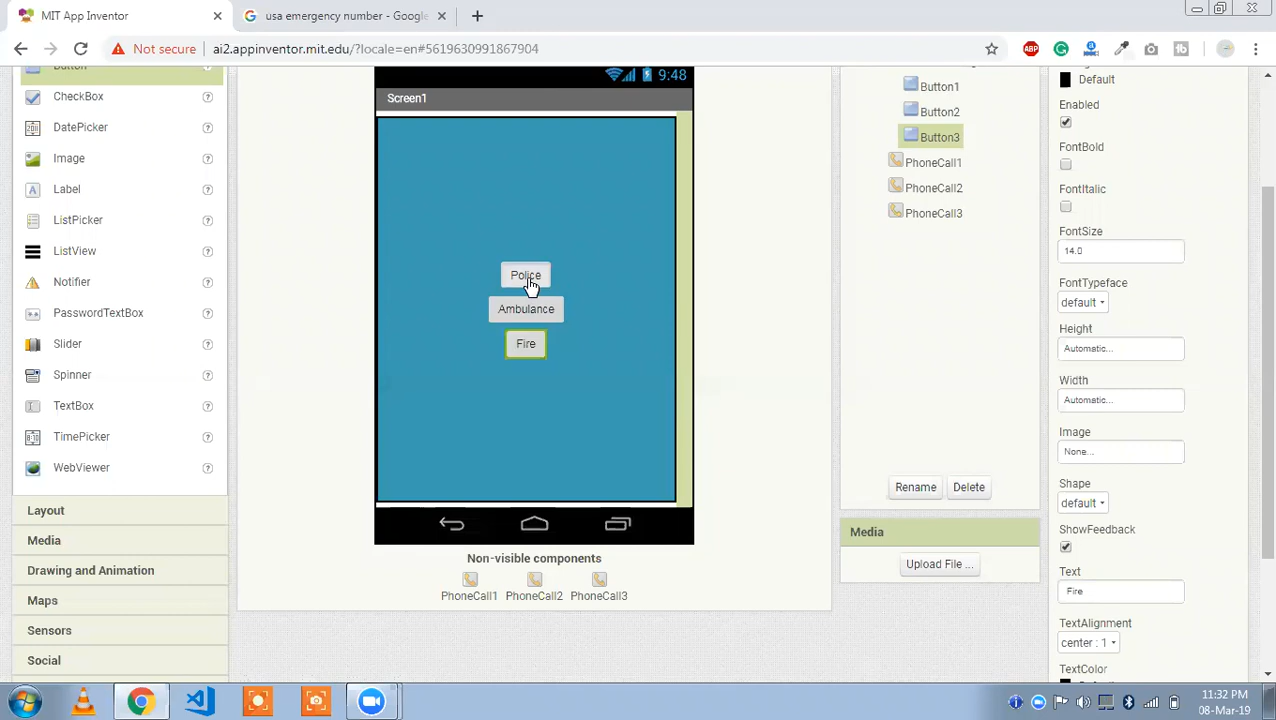 MIT App Inventor
usa emergency number - Google
Not secure
ai2.appinventor.mit.edu/?locale=en#5619630991867904
ABP
Button
CheckBox
DatePicker
Image
Label
ListPicker
ListView
Notifier
PasswordTextBox
Slider
Spinner
TextBox
TimePicker
WebViewer
Layout
Media
Drawing and Animation
Maps
Sensors
Social
9:48
Screen1
Police
Ambulance
Fire
Non-visible components
PhoneCall1 PhoneCall2 PhoneCall3
Button1
Button2
Button3
PhoneCall1
PhoneCall2
PhoneCall3
Rename Delete
Media
Upload File ...
Default
Enabled
FontBold
FontItalic
FontSize
14.0
FontTypeface
default
Height
Automatic...
Width
Automatic...
Image
None...
Shape
default
ShowFeedback
Text
Fire
TextAlignment
center : 1
TextColor
11:32 PM
08-Mar-19